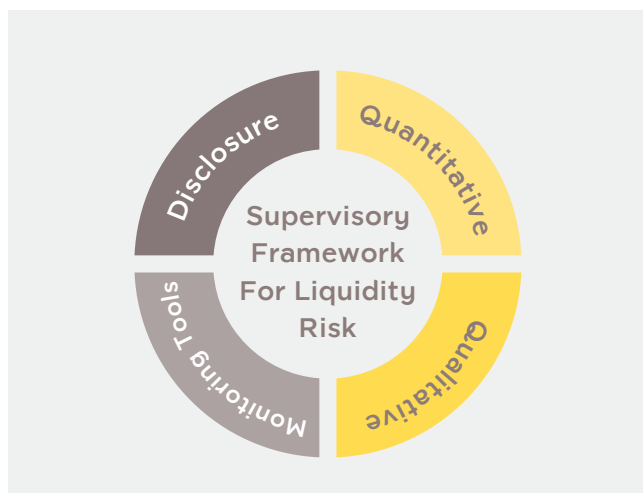 Disclosure
Quantitative
Supervisory
Framework
For Liquidity
Risk
Monitoring Tools
Qualitative